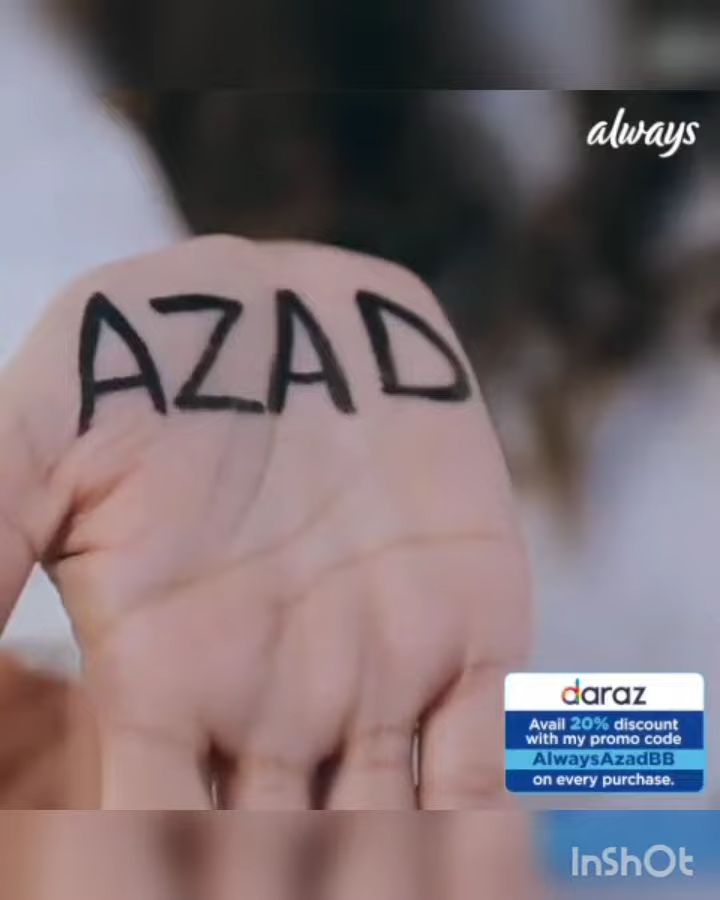 always
AZAD
daraz
Avail 20% discount
with my promo code
AlwaysAzadBB
on every purchase.
InShOt